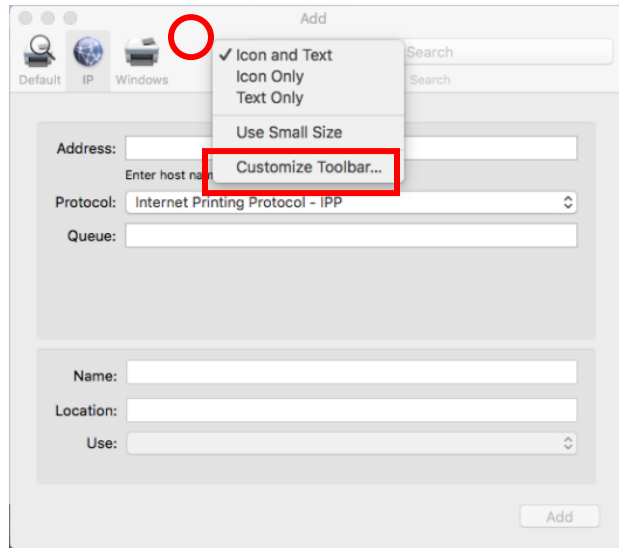 Add
Default IP Windows
Search
Search
✓ Icon and Text
Icon Only
Text Only
Use Small Size
Customize Toolbar...
Address:
Enter host
Protocol: Internet Printing Protocol - IPP
Queue:
Name:
Location:
Use:
Add